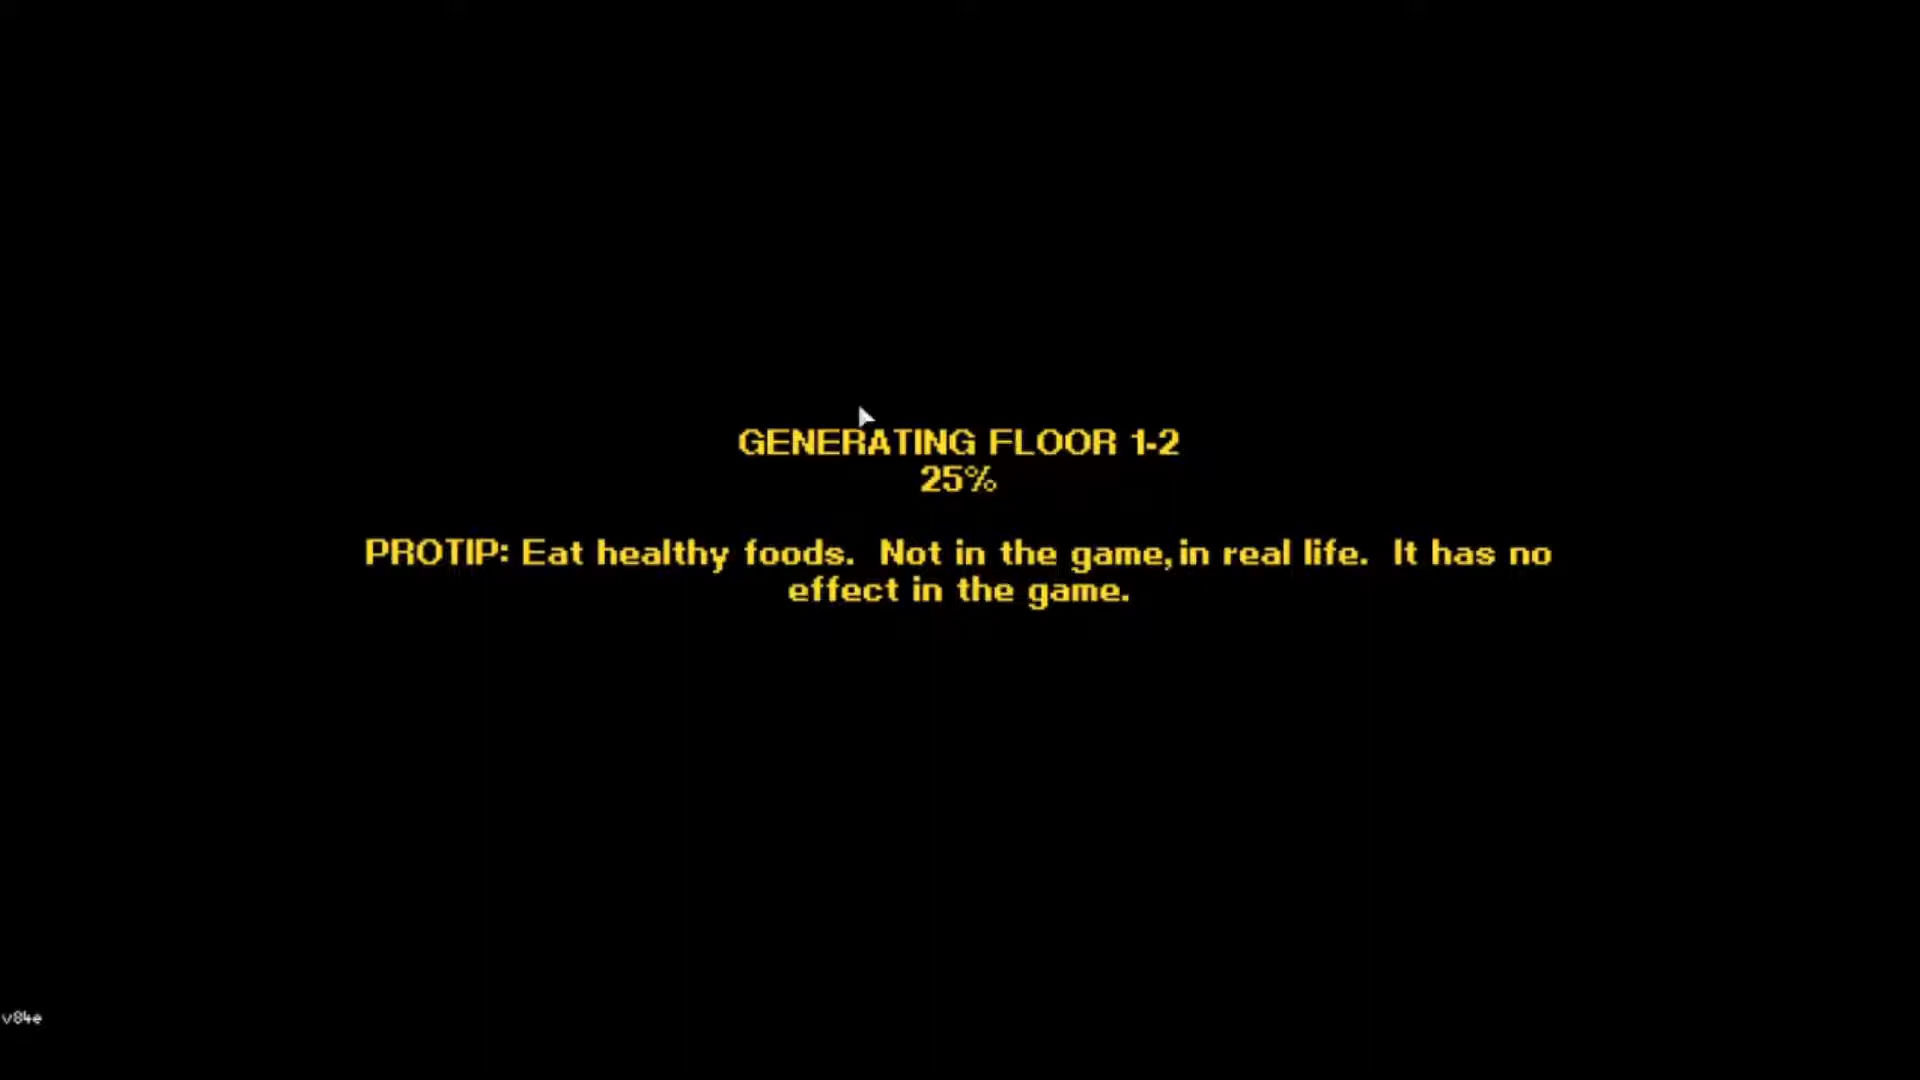 GENERATING FLOOR 1-2
25%
PROTIP: Eat healthy foods.  Not in the game, in real life.  It has no
effect in the game.
v84e